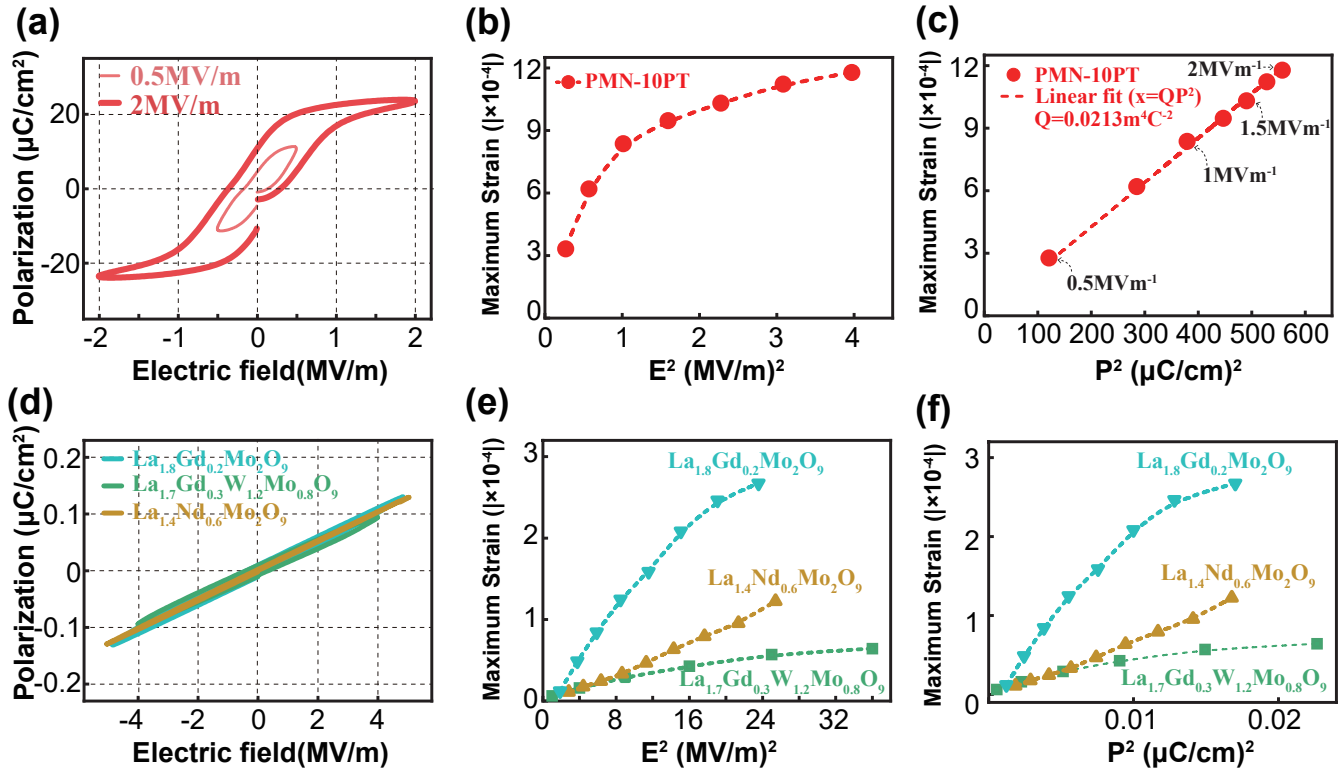 (a)
Polarization (μC/cm²)
20
0
-20
0.5MV/m
2MV/m
-2
-1
0
1
2
Electric field(MV/m)
(b)
Maximum Strain (|×10⁻⁴|)
12
9
6
3
0
PMN-10PT
0
1
2
3
4
E² (MV/m)²
(c)
Maximum Strain (|×10⁻⁴|)
12
9
6
3
0
PMN-10PT
Linear fit (x=QP²)
Q=0.0213m⁴C⁻²
2MVm⁻¹
1.5MVm⁻¹
1MVm⁻¹
0.5MVm⁻¹
0
100
200
300
400
500
600
P² (μC/cm)²
(d)
Polarization (μC/cm²)
0.2
0.1
0
-0.1
-0.2
La₁.₈Gd₀.₂Mo₂O₉
La₁.₇Gd₀.₃W₁.₂Mo₀.₈O₉
La₁.₄Nd₀.₆Mo₂O₉
-4
-2
0
2
4
Electric field(MV/m)
(e)
Maximum Strain (|×10⁻⁴|)
3
2
1
0
La₁.₈Gd₀.₂Mo₂O₉
La₁.₄Nd₀.₆Mo₂O₉
La₁.₇Gd₀.₃W₁.₂Mo₀.₈O₉
0
8
16
24
32
E² (MV/m)²
(f)
Maximum Strain (|×10⁻⁴|)
3
2
1
0
La₁.₈Gd₀.₂Mo₂O₉
La₁.₄Nd₀.₆Mo₂O₉
La₁.₇Gd₀.₃W₁.₂Mo₀.₈O₉
0.01
0.02
P² (μC/cm)²